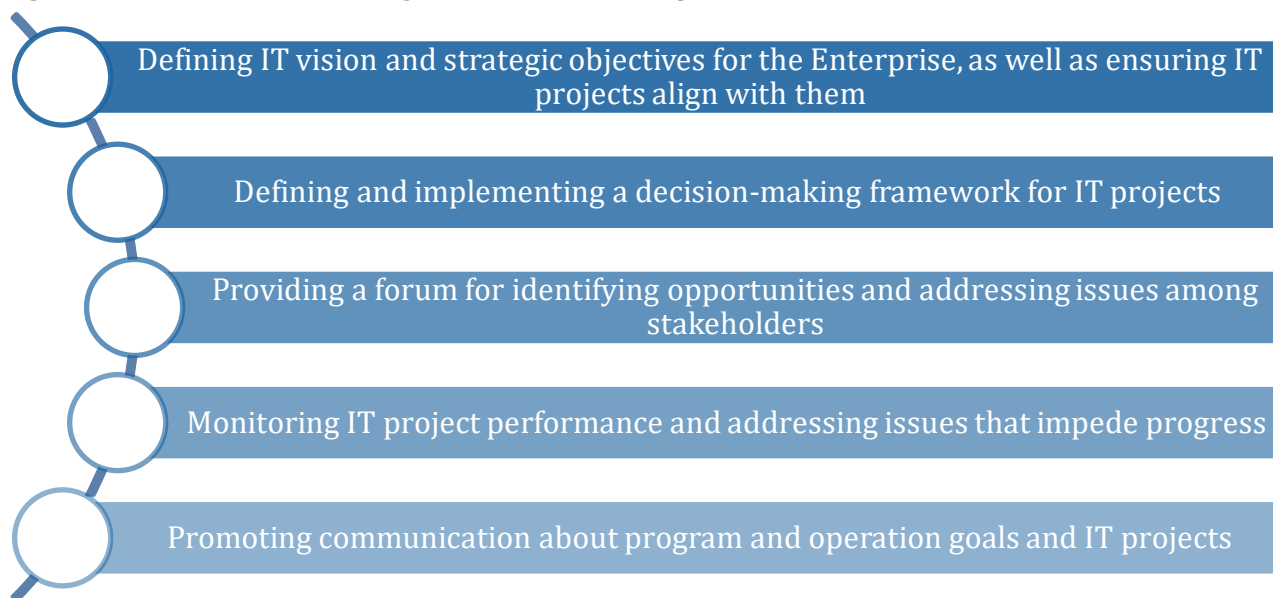 Defining IT vision and strategic objectives for the Enterprise, as well as ensuring IT
projects align with them
Defining and implementing a decision-making framework for IT projects
Providing a forum for identifying opportunities and addressing issues among
stakeholders
Monitoring IT project performance and addressing issues that impede progress
Promoting communication about program and operation goals and IT projects